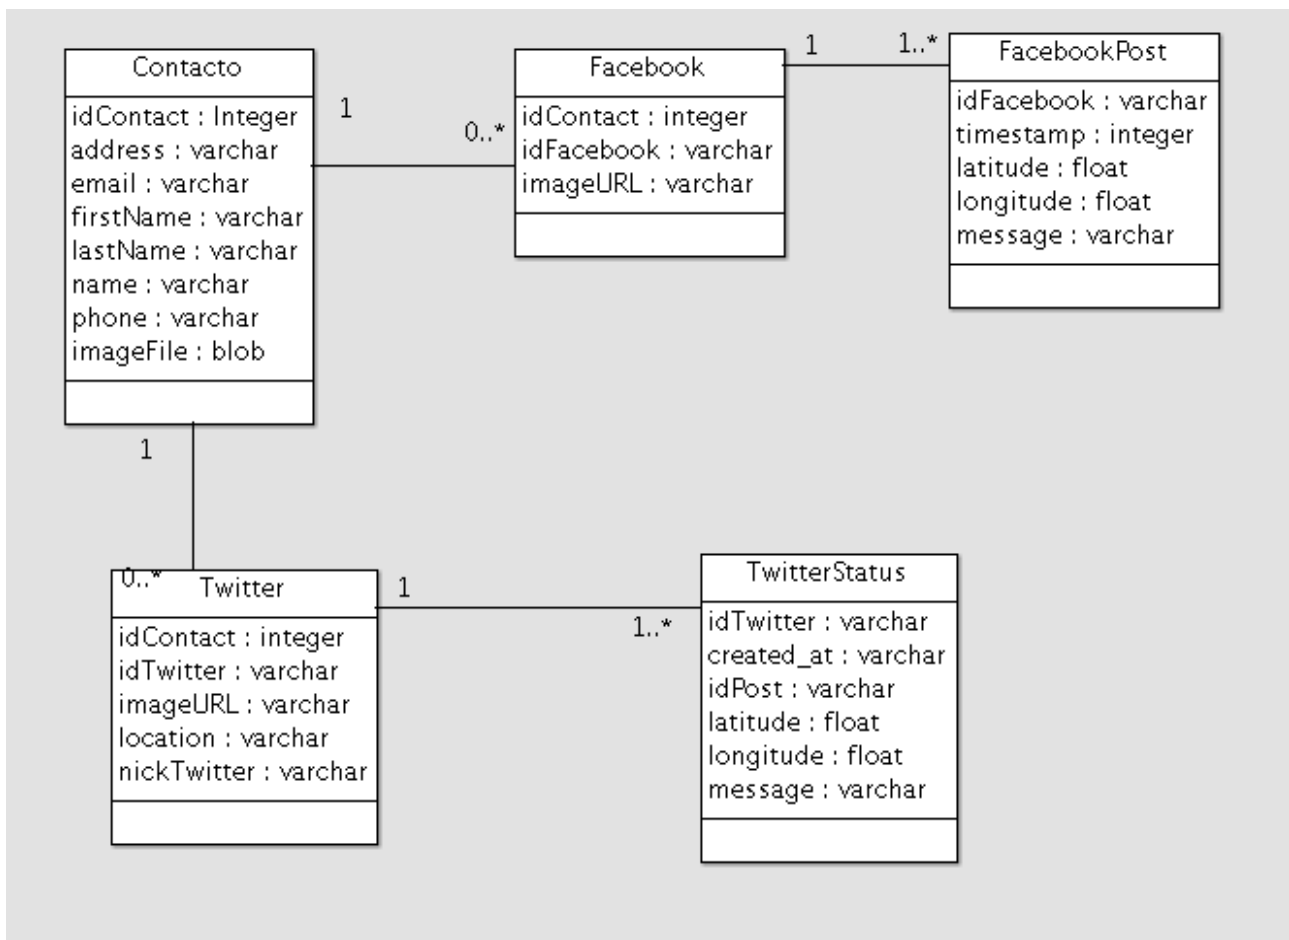 Contacto
idContact : Integer
address : varchar
email : varchar
firstName : varchar
lastName : varchar
name : varchar
phone : varchar
imageFile : blob
1
0..*
Facebook
idContact : integer
idFacebook : varchar
imageURL : varchar
1
1..*
FacebookPost
idFacebook : varchar
timestamp : integer
latitude : float
longitude : float
message : varchar
1
0..*
Twitter
idContact : integer
idTwitter : varchar
imageURL : varchar
location : varchar
nickTwitter : varchar
1
1..*
TwitterStatus
idTwitter : varchar
created_at : varchar
idPost : varchar
latitude : float
longitude : float
message : varchar